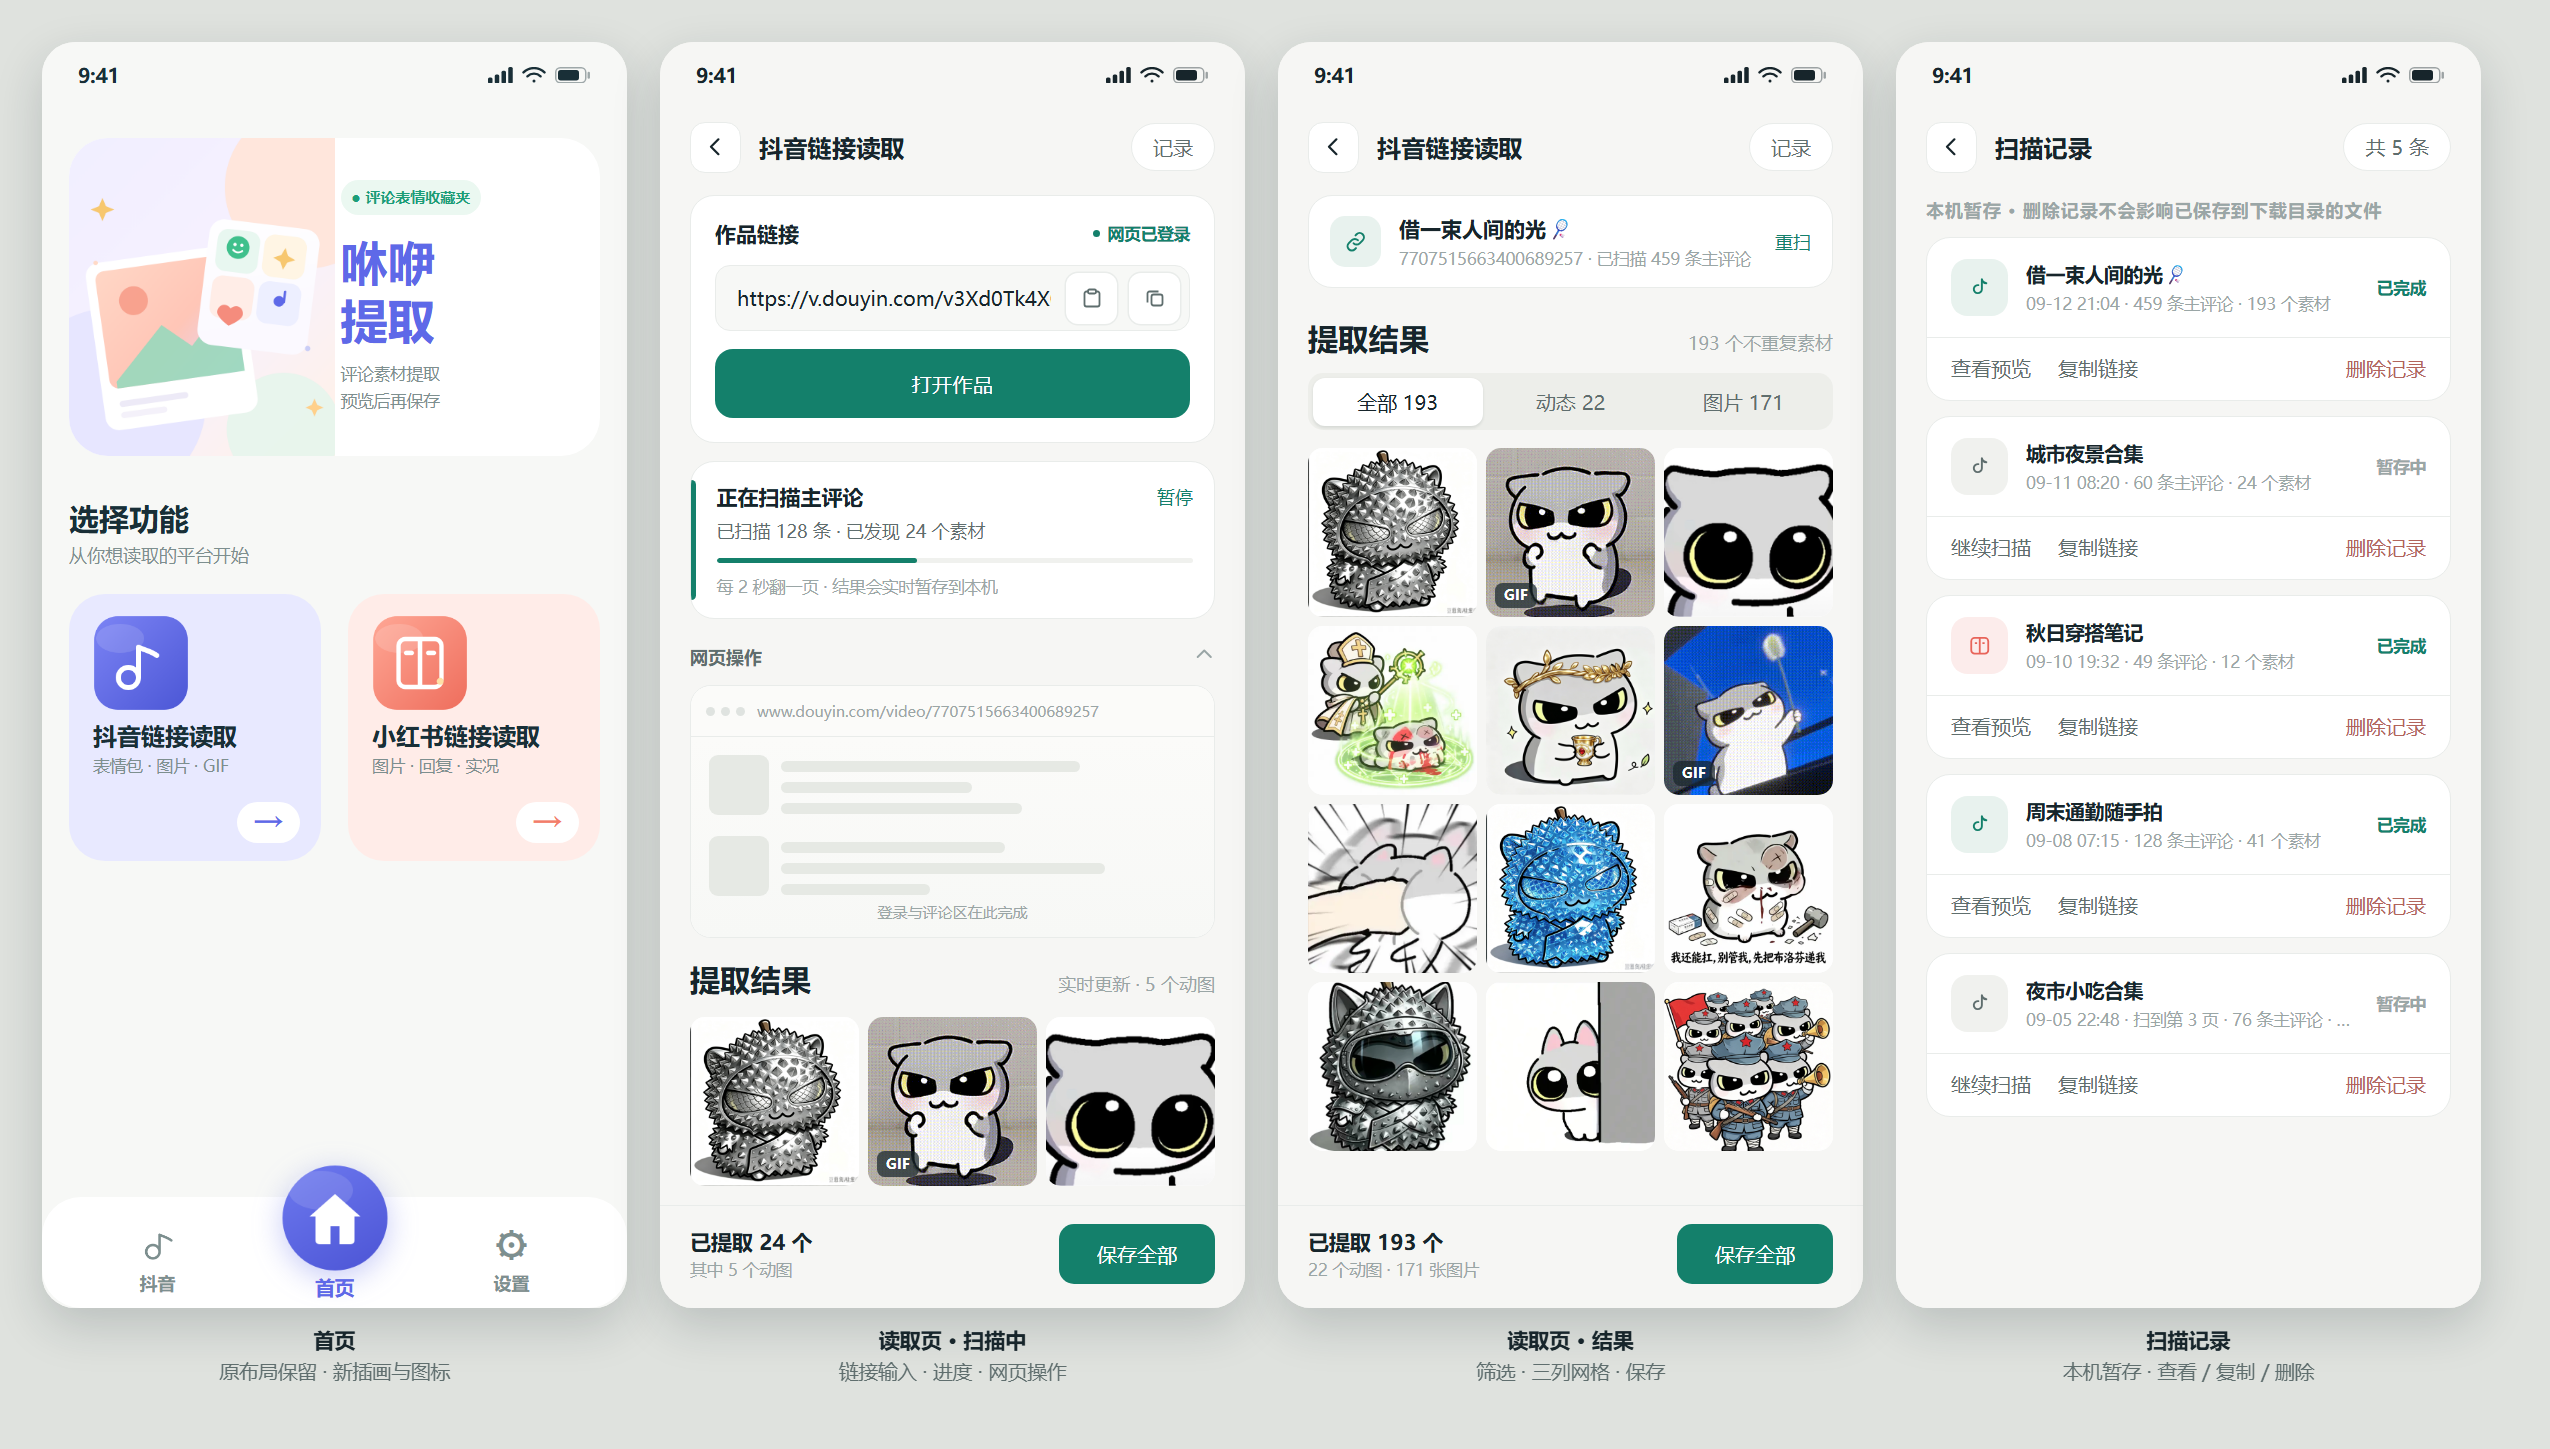 9:41
评论表情收藏夹
咻咿
提取
评论素材提取
预览后再保存
选择功能
从你想读取的平台开始
抖音链接读取
表情包 · 图片 · GIF
小红书链接读取
图片 · 回复 · 实况
抖音
首页
设置
首页
原布局保留 · 新插画与图标
9:41
抖音链接读取
记录
作品链接
网页已登录
https://v.douyin.com/v3Xd0Tk4X
打开作品
正在扫描主评论
暂停
已扫描 128 条 · 已发现 24 个素材
每 2 秒翻一页 · 结果会实时暂存到本机
网页操作
www.douyin.com/video/7707515663400689257
登录与评论区在此完成
提取结果
实时更新 · 5 个动图
GIF
已提取 24 个
其中 5 个动图
保存全部
读取页 • 扫描中
链接输入 · 进度 · 网页操作
9:41
抖音链接读取
记录
借一束人间的光
7707515663400689257 · 已扫描 459 条主评论
重扫
提取结果
193 个不重复素材
全部 193
动态 22
图片 171
GIF
GIF
我还能扛,别管我,先把布洛芬递我
已提取 193 个
22 个动图 · 171 张图片
保存全部
读取页 • 结果
筛选 · 三列网格 · 保存
9:41
扫描记录
共 5 条
本机暂存 • 删除记录不会影响已保存到下载目录的文件
借一束人间的光
09-12 21:04 · 459 条主评论 · 193 个素材
已完成
查看预览
复制链接
删除记录
城市夜景合集
09-11 08:20 · 60 条主评论 · 24 个素材
暂存中
继续扫描
复制链接
删除记录
秋日穿搭笔记
09-10 19:32 · 49 条评论 · 12 个素材
已完成
查看预览
复制链接
删除记录
周末通勤随手拍
09-08 07:15 · 128 条主评论 · 41 个素材
已完成
查看预览
复制链接
删除记录
夜市小吃合集
09-05 22:48 · 扫到第 3 页 · 76 条主评论 · ...
暂存中
继续扫描
复制链接
删除记录
扫描记录
本机暂存 · 查看 / 复制 / 删除